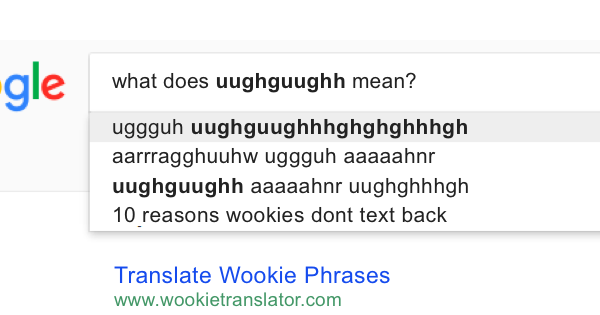 gle
what does uughguughh mean?
uggguh uughguughhhghghghhhgh
aarrragghuuhw uggguh aaaaahnr
uughguughh aaaaahnr uughghhhgh
10 reasons wookies dont text back
Translate Wookie Phrases
www.wookietranslator.com